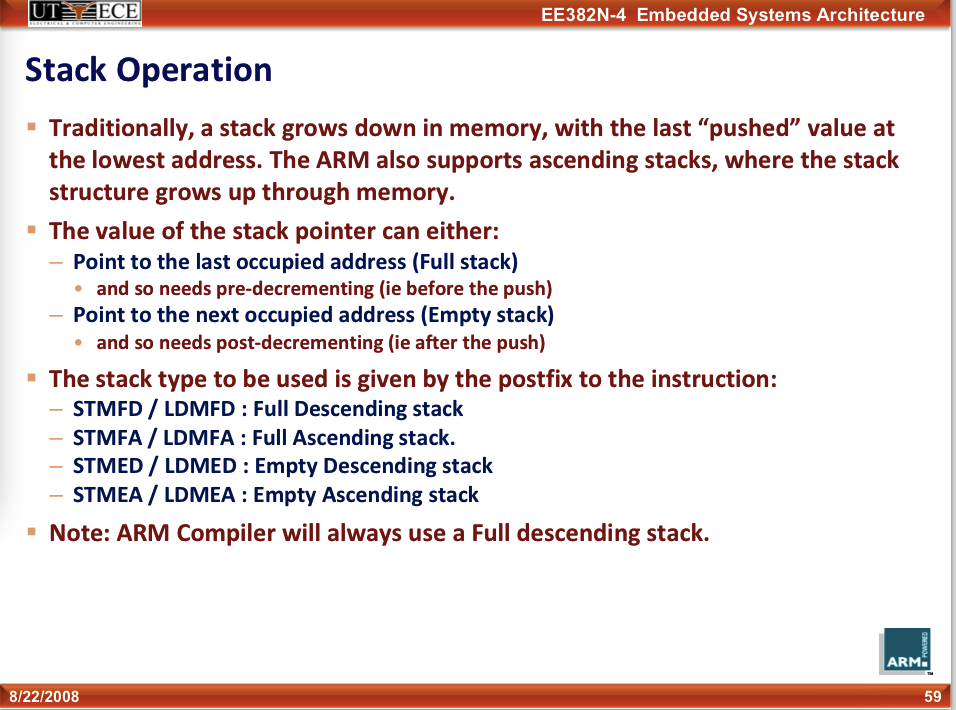 UT ECE
ELECTRICAL & COMPUTER ENGINEERING
EE382N-4 Embedded Systems Architecture
Stack Operation
Traditionally, a stack grows down in memory, with the last “pushed” value at
the lowest address. The ARM also supports ascending stacks, where the stack
structure grows up through memory.
The value of the stack pointer can either:
– Point to the last occupied address (Full stack)
• and so needs pre-decrementing (ie before the push)
– Point to the next occupied address (Empty stack)
• and so needs post-decrementing (ie after the push)
The stack type to be used is given by the postfix to the instruction:
– STMFD / LDMFD : Full Descending stack
– STMFA / LDMFA : Full Ascending stack.
– STMED / LDMED : Empty Descending stack
– STMEA / LDMEA : Empty Ascending stack
Note: ARM Compiler will always use a Full descending stack.
ARM POWERED ™
8/22/2008
59